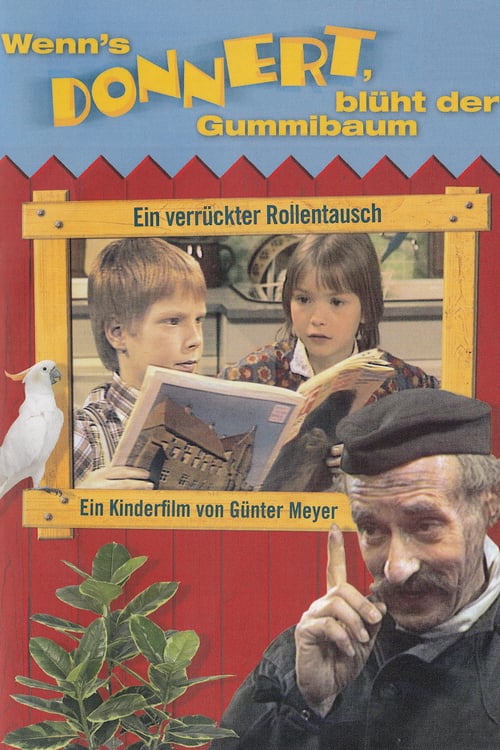 Wenn's
DONNERT,
blüht der
Gummibaum
Ein verrückter Rollentausch
Ein Kinderfilm von Günter Meyer